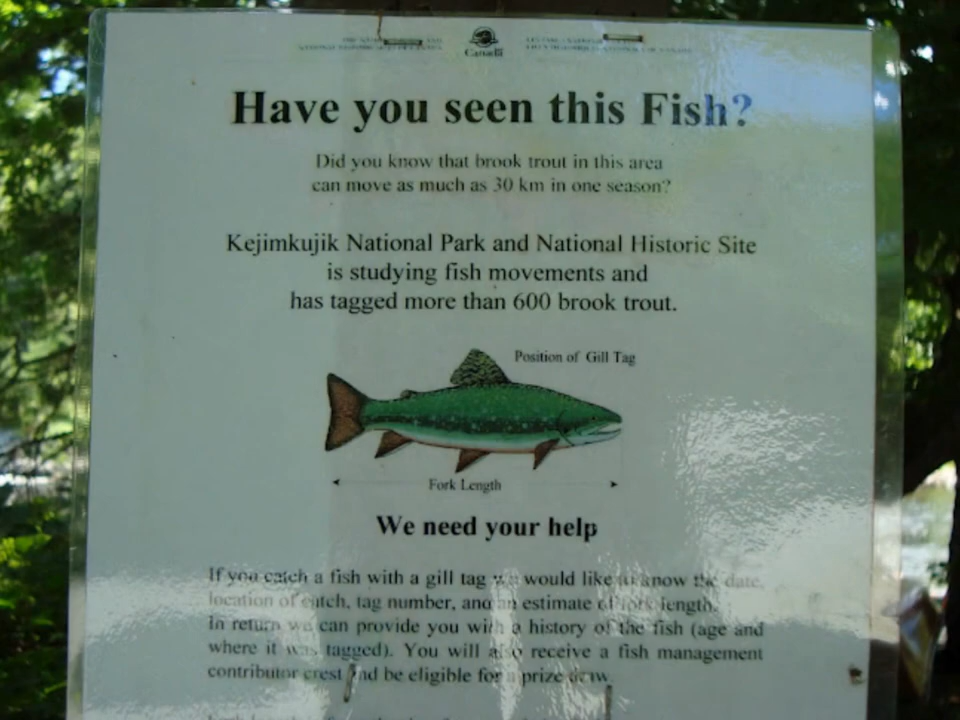 Canada
Have you seen this Fish?
Did you know that brook trout in this area
can move as much as 30 km in one season?
Kejimkujik National Park and National Historic Site
is studying fish movements and
has tagged more than 600 brook trout.
Position of Gill Tag
Fork Length
We need your help
If you catch a fish with a gill tag we would like to know the date,
location of catch, tag number, and an estimate of fork length.
In return we can provide you with a history of the fish (age and
where it was tagged). You will also receive a fish management
contributor crest and be eligible for a prize draw.